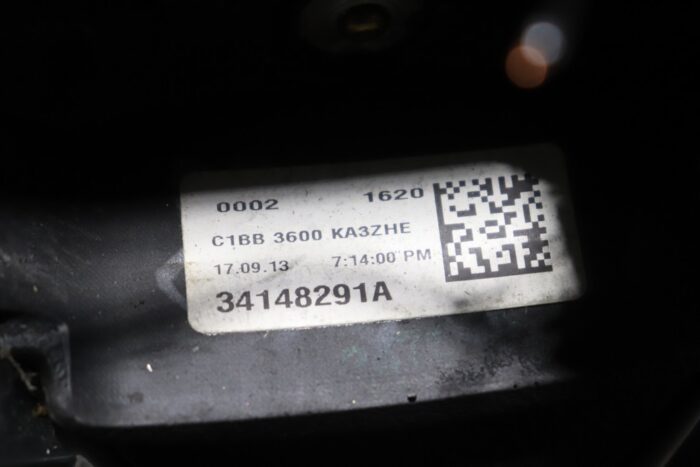 0002 1620
C1BB 3600 KA3ZHE
17.09.13 7:14:00 PM
34148291A